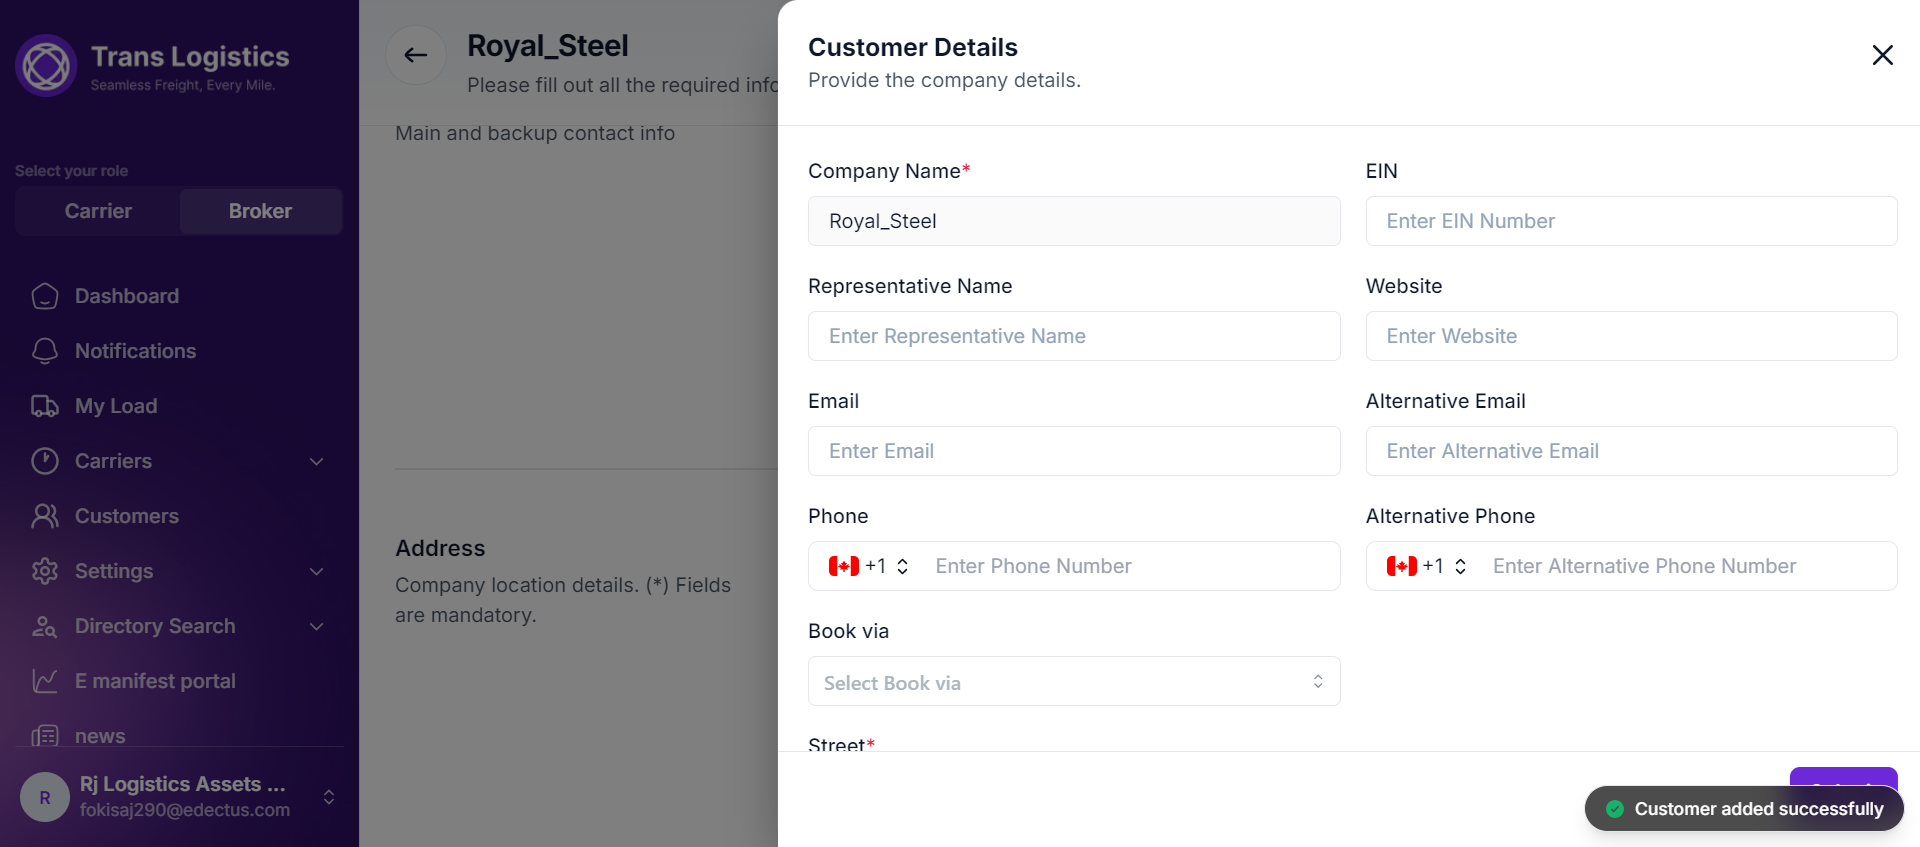 Trans Logistics
Seamless Freight, Every Mile.
Select your role
Carrier
Broker
Dashboard
Notifications
My Load
Carriers
Customers
Settings
Directory Search
E manifest portal
news
R
Rj Logistics Assets ...
fokisaj290@edectus.com
Royal_Steel
Please fill out all the required info
Main and backup contact info
Address
Company location details. (*) Fields
are mandatory.
Customer Details
Provide the company details.
Company Name*
Royal_Steel
EIN
Enter EIN Number
Representative Name
Enter Representative Name
Website
Enter Website
Email
Enter Email
Alternative Email
Enter Alternative Email
Phone
+1
Enter Phone Number
Alternative Phone
+1
Enter Alternative Phone Number
Book via
Select Book via
Street*
Customer added successfully